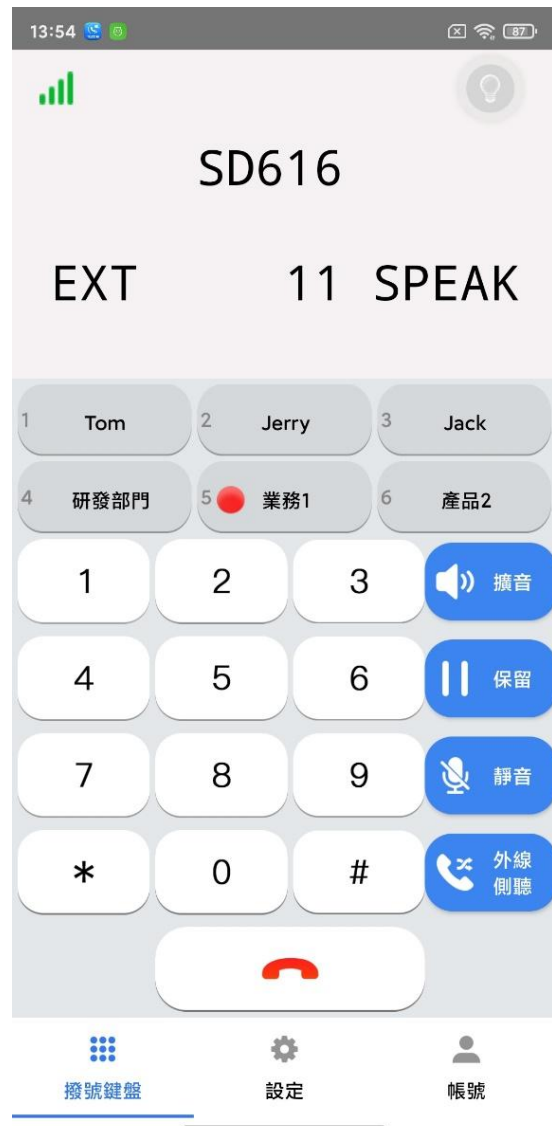 13:54 87
SD616
EXT 11 SPEAK
1 Tom 2 Jerry 3 Jack
4 研發部門 5 業務1 6 產品2
1 2 3 擴音
4 5 6 保留
7 8 9 靜音
* 0 # 外線
側聽
撥號鍵盤 設定 帳號